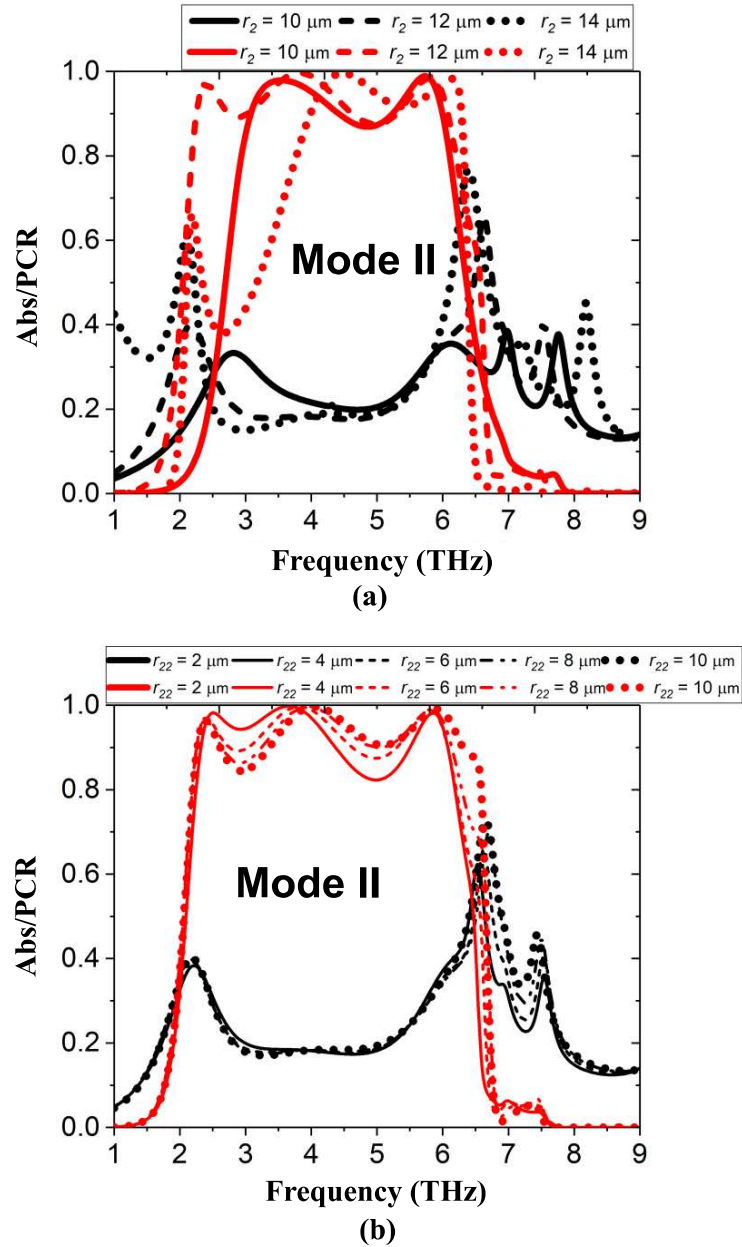 r2 = 10 μm r2 = 12 μm r2 = 14 μm
r2 = 10 μm r2 = 12 μm r2 = 14 μm
1.0
0.8
0.6
0.4
0.2
0.0
Abs/PCR
Mode II
1 2 3 4 5 6 7 8 9
Frequency (THz)
(a)
r22 = 2 μm r22 = 4 μm r22 = 6 μm r22 = 8 μm r22 = 10 μm
r22 = 2 μm r22 = 4 μm r22 = 6 μm r22 = 8 μm r22 = 10 μm
1.0
0.8
0.6
0.4
0.2
0.0
Abs/PCR
Mode II
1 2 3 4 5 6 7 8 9
Frequency (THz)
(b)